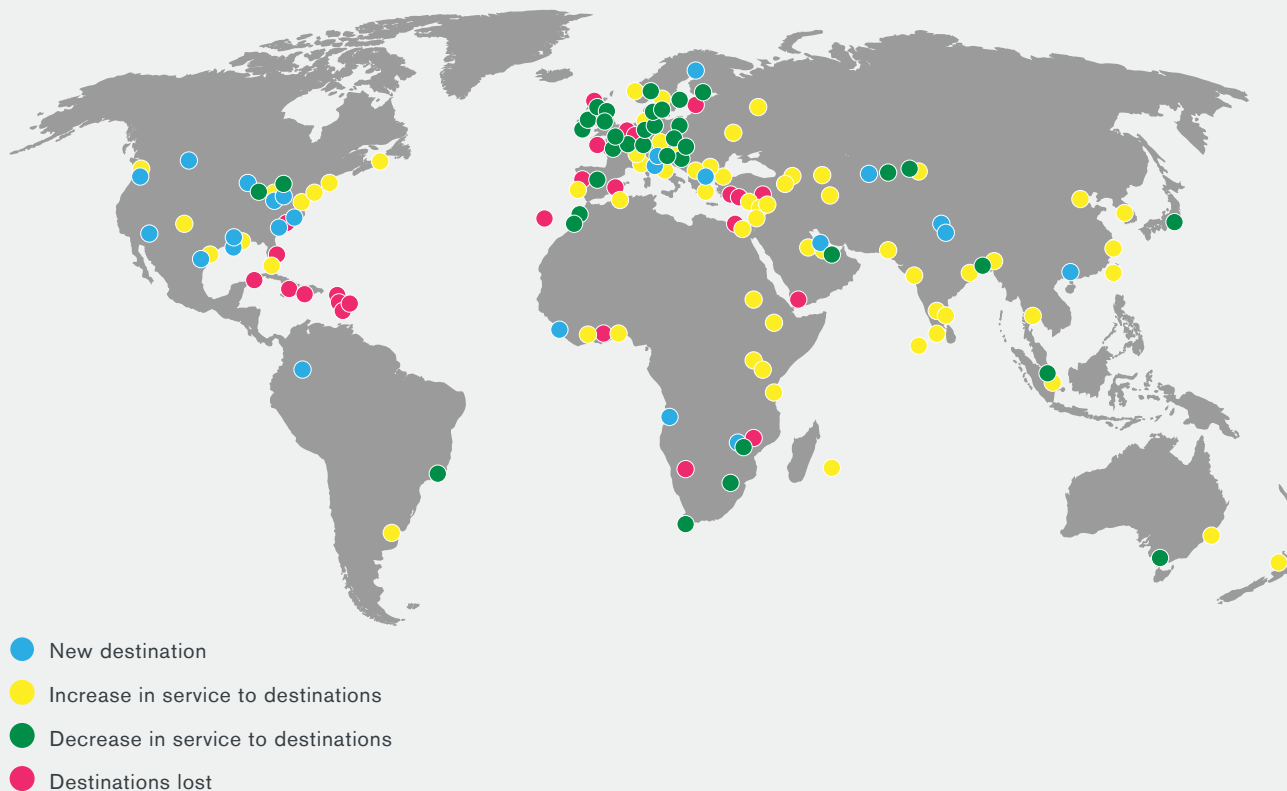 New destination
Increase in service to destinations
Decrease in service to destinations
Destinations lost